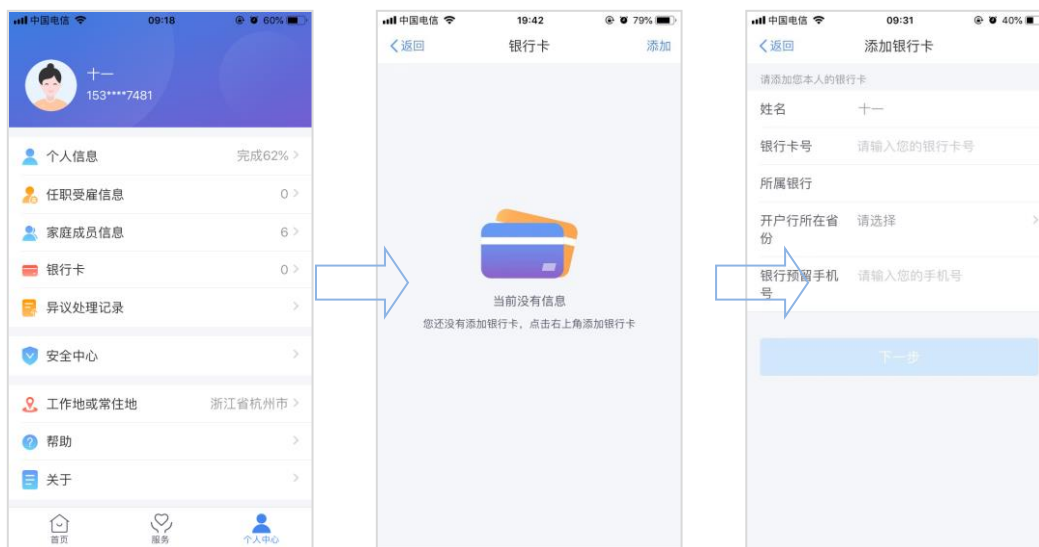 中国电信
09:18
60%
十一
153****7481
个人信息
完成62%
任职受雇信息
0
家庭成员信息
6
银行卡
0
异议处理记录
安全中心
工作地或常住地
浙江省杭州市
帮助
关于
首页
服务
个人中心
中国电信
19:42
79%
返回
银行卡
添加
当前没有信息
您还没有添加银行卡，点击右上角添加银行卡
中国电信
09:31
40%
返回
添加银行卡
请添加您本人的银行卡
姓名
十一
银行卡号
请输入您的银行卡号
所属银行
开户行所在省
份
请选择
银行预留手机
号
请输入您的手机号
下一步